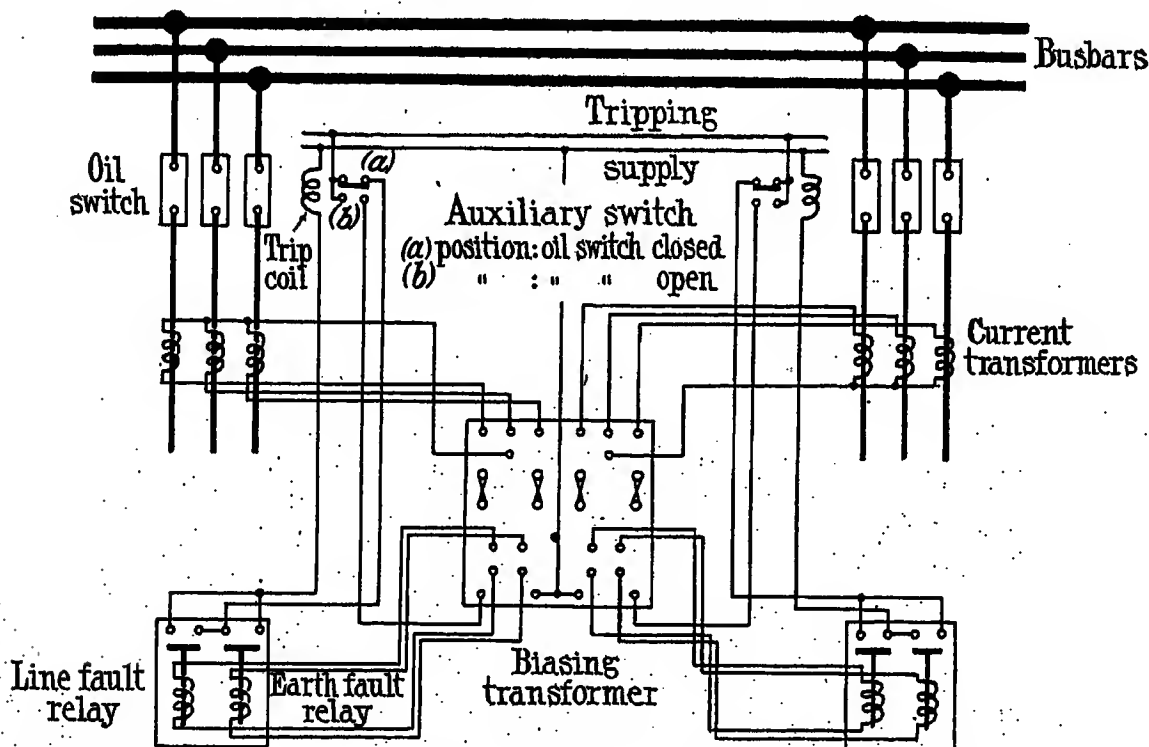 Busbars
Tripping
supply
Oil
switch
(a)
(b)
Trip
coil
Auxiliary switch
(a) position: oil switch closed
(b) " : " " open
Current
transformers
Line fault
relay
Earth fault
relay
Biasing
transformer